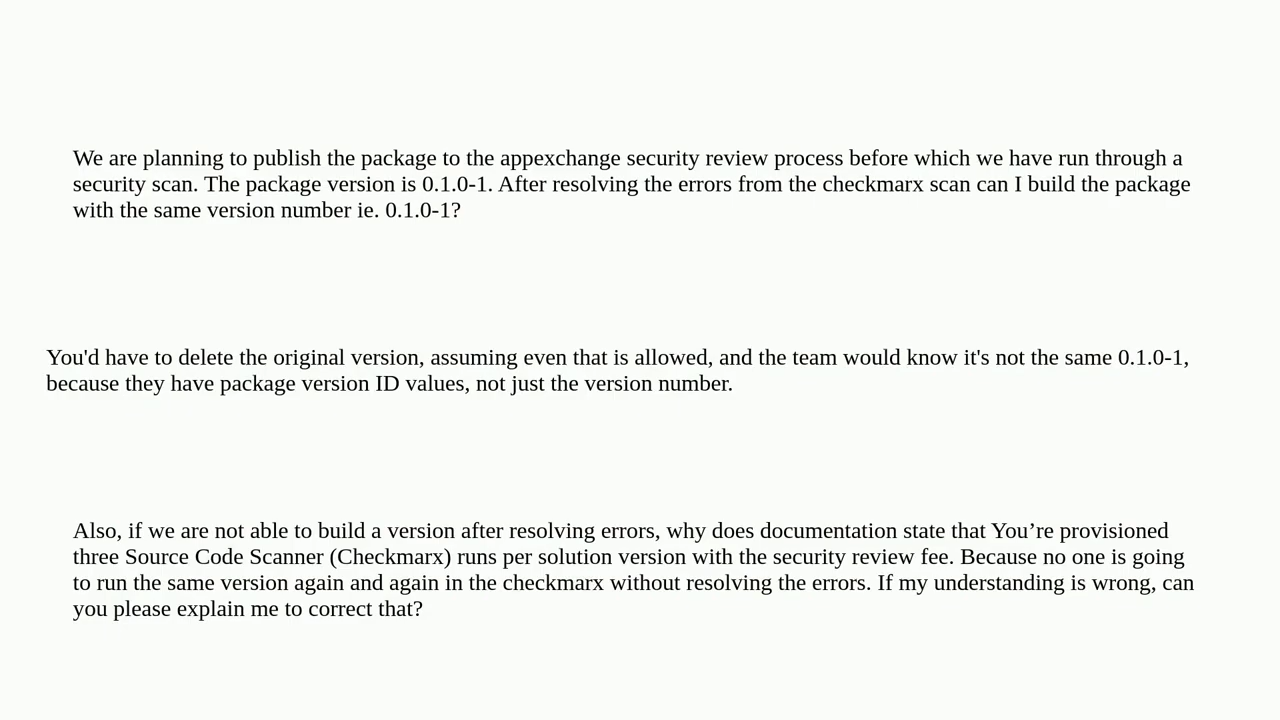 We are planning to publish the package to the appexchange security review process before which we have run through a
security scan. The package version is 0.1.0-1. After resolving the errors from the checkmarx scan can I build the package
with the same version number ie. 0.1.0-1?
You'd have to delete the original version, assuming even that is allowed, and the team would know it's not the same 0.1.0-1,
because they have package version ID values, not just the version number.
Also, if we are not able to build a version after resolving errors, why does documentation state that You’re provisioned
three Source Code Scanner (Checkmarx) runs per solution version with the security review fee. Because no one is going
to run the same version again and again in the checkmarx without resolving the errors. If my understanding is wrong, can
you please explain me to correct that?